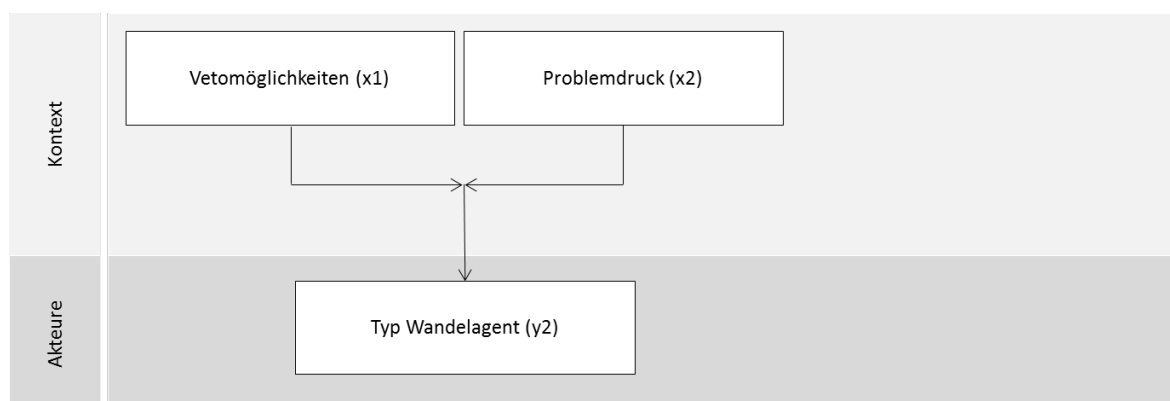 Kontext
Vetomöglichkeiten (x1)
Problemdruck (x2)
Akteure
Typ Wandelagent (y2)